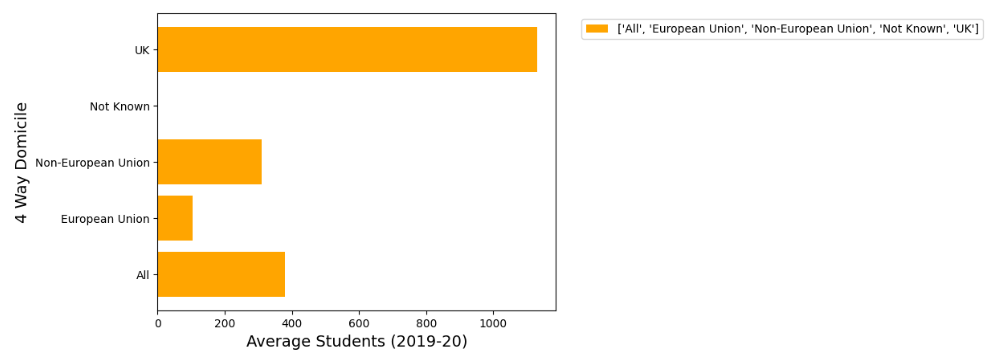 ['All', 'European Union', 'Non-European Union', 'Not Known', 'UK']
4 Way Domicile
UK
Not Known
Non-European Union
European Union
All
0 200 400 600 800 1000
Average Students (2019-20)